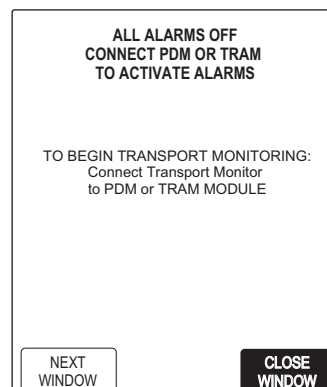 ALL ALARMS OFF
CONNECT PDM OR TRAM
TO ACTIVATE ALARMS
TO BEGIN TRANSPORT MONITORING:
Connect Transport Monitor
to PDM or TRAM MODULE
NEXT
WINDOW
CLOSE
WINDOW